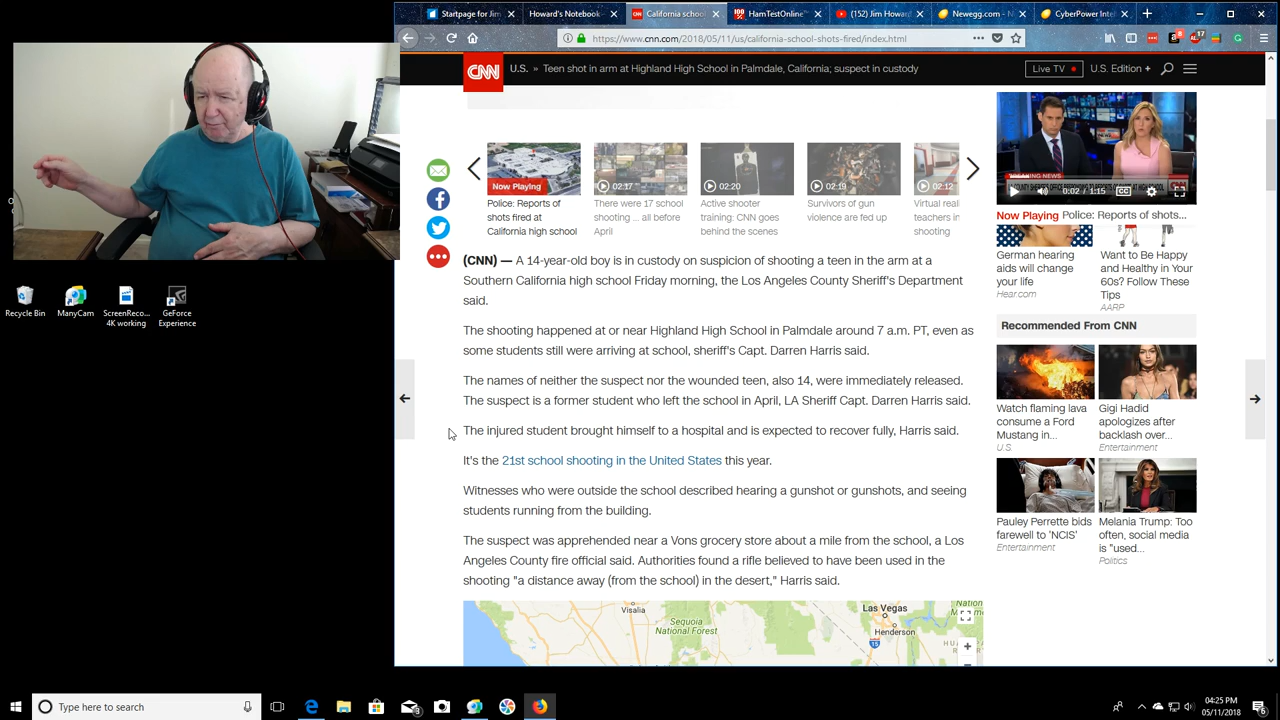 Startpage for Jim
Howard's Notebook
California schoo
HamTestOnline™
(152) Jim Howar
Newegg.com - N
CyberPower Inte
https://www.cnn.com/2018/05/11/us/california-school-shots-fired/index.html
CNN
U.S. » Teen shot in arm at Highland High School in Palmdale, California; suspect in custody
Live TV
U.S. Edition +
Now Playing
02:17
02:20
02:19
02:12
Police: Reports of
shots fired at
California high school
There were 17 school
shooting ... all before
April
Active shooter
training: CNN goes
behind the scenes
Survivors of gun
violence are fed up
Virtual reali
teachers in
shooting
0:02 / 1:15
Now Playing Police: Reports of shots...
German hearing
aids will change
your life
Hear.com
Want to Be Happy
and Healthy in Your
60s? Follow These
Tips
AARP
(CNN) — A 14-year-old boy is in custody on suspicion of shooting a teen in the arm at a
Southern California high school Friday morning, the Los Angeles County Sheriff's Department
said.
The shooting happened at or near Highland High School in Palmdale around 7 a.m. PT, even as
some students still were arriving at school, sheriff's Capt. Darren Harris said.
The names of neither the suspect nor the wounded teen, also 14, were immediately released.
The suspect is a former student who left the school in April, LA Sheriff Capt. Darren Harris said.
The injured student brought himself to a hospital and is expected to recover fully, Harris said.
It's the 21st school shooting in the United States this year.
Witnesses who were outside the school described hearing a gunshot or gunshots, and seeing
students running from the building.
The suspect was apprehended near a Vons grocery store about a mile from the school, a Los
Angeles County fire official said. Authorities found a rifle believed to have been used in the
shooting "a distance away (from the school) in the desert," Harris said.
Recommended From CNN
Watch flaming lava
consume a Ford
Mustang in...
U.S.
Gigi Hadid
apologizes after
backlash over...
Entertainment
Pauley Perrette bids
farewell to 'NCIS'
Entertainment
Melania Trump: Too
often, social media
is "used...
Politics
Visalia
Sequoia
National Forest
Las Vegas
Henderson
Recycle Bin
ManyCam
ScreenReco...
4K working
GeForce
Experience
Type here to search
04:25 PM
05/11/2018